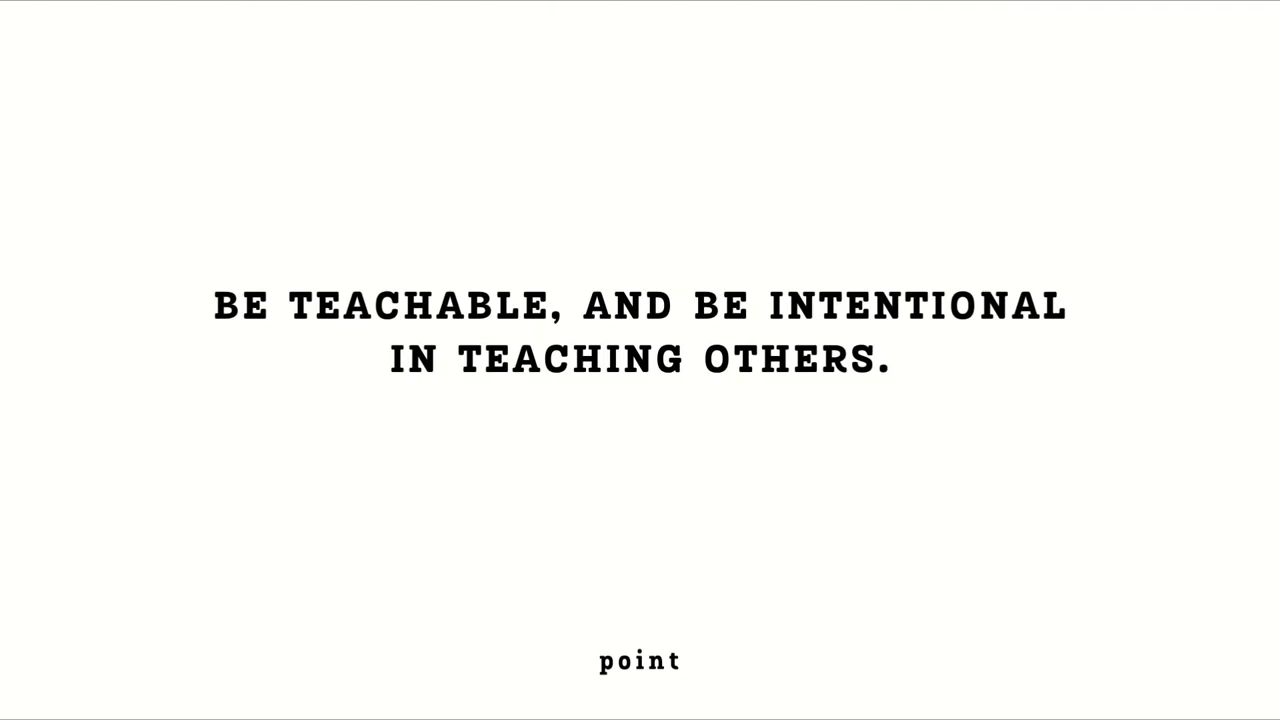 BE TEACHABLE, AND BE INTENTIONAL
IN TEACHING OTHERS.
point